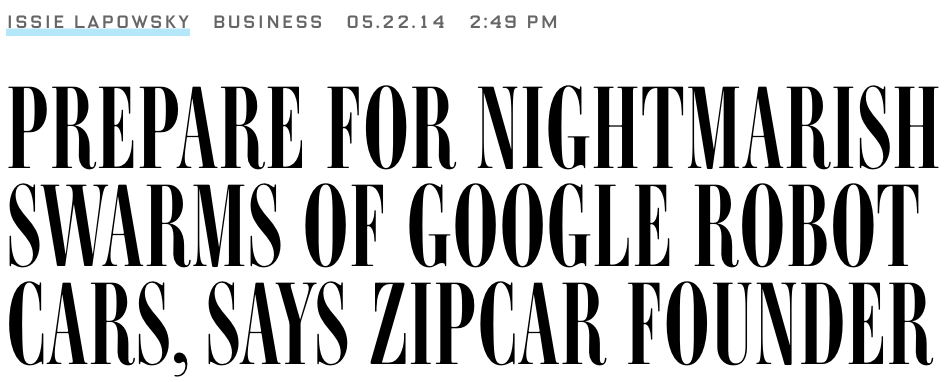 ISSIE LAPOWSKY BUSINESS 05.22.14 2:49 PM
PREPARE FOR NIGHTMARISH
SWARMS OF GOOGLE ROBOT
CARS, SAYS ZIPCAR FOUNDER